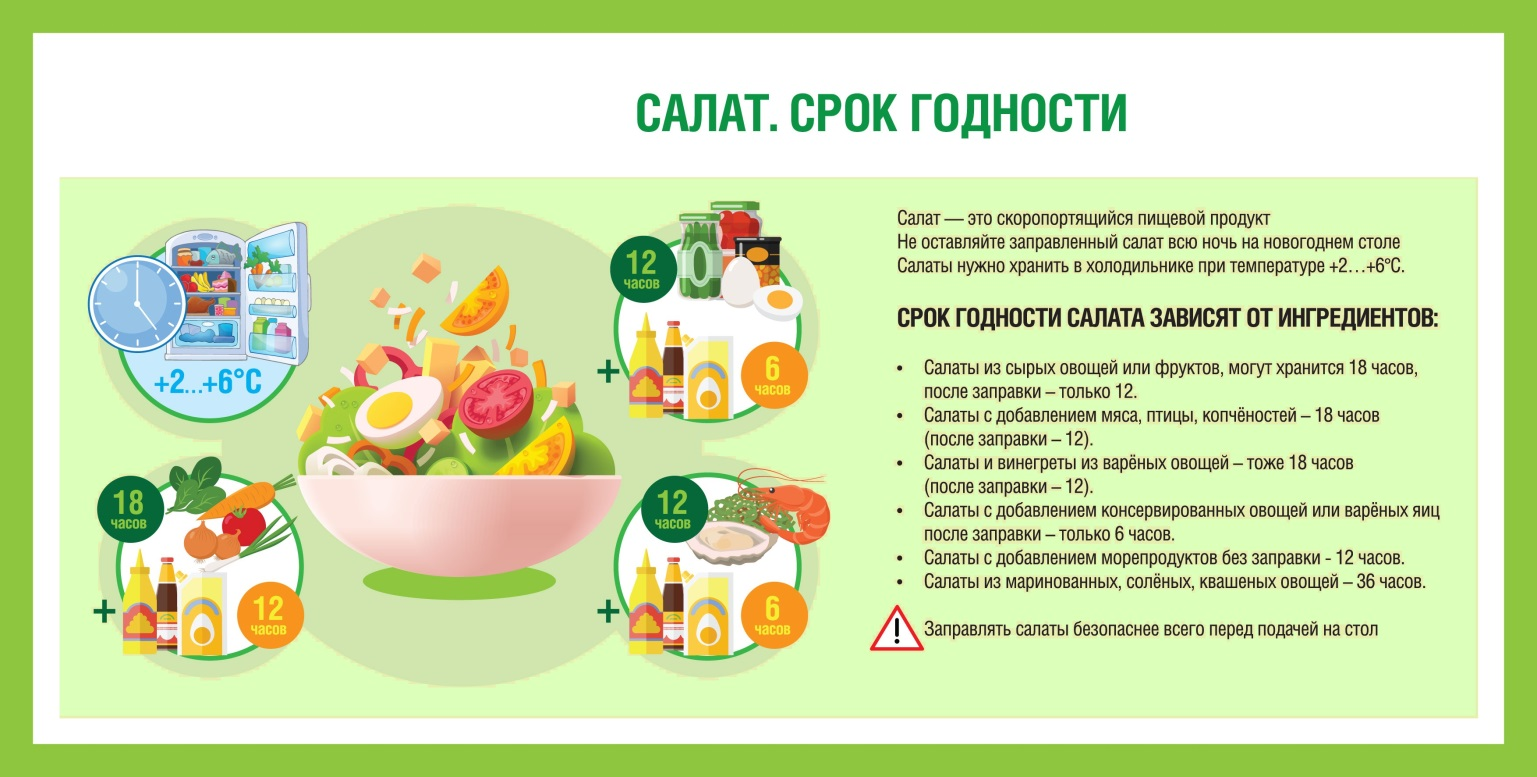 САЛАТ. СРОК ГОДНОСТИ
+2...+6°C
12
часов
+
6
часов
18
часов
+
12
часов
12
часов
+
6
часов
Салат — это скоропортящийся пищевой продукт
Не оставляйте заправленный салат всю ночь на новогоднем столе
Салаты нужно хранить в холодильнике при температуре +2…+6°С.
СРОК ГОДНОСТИ САЛАТА ЗАВИСЯТ ОТ ИНГРЕДИЕНТОВ:
• Салаты из сырых овощей или фруктов, могут хранится 18 часов,
после заправки – только 12.
• Салаты с добавлением мяса, птицы, копчёностей – 18 часов
(после заправки – 12).
• Салаты и винегреты из варёных овощей – тоже 18 часов
(после заправки – 12).
• Салаты с добавлением консервированных овощей или варёных яиц
после заправки – только 6 часов.
• Салаты с добавлением морепродуктов без заправки - 12 часов.
• Салаты из маринованных, солёных, квашеных овощей – 36 часов.
! Заправлять салаты безопаснее всего перед подачей на стол